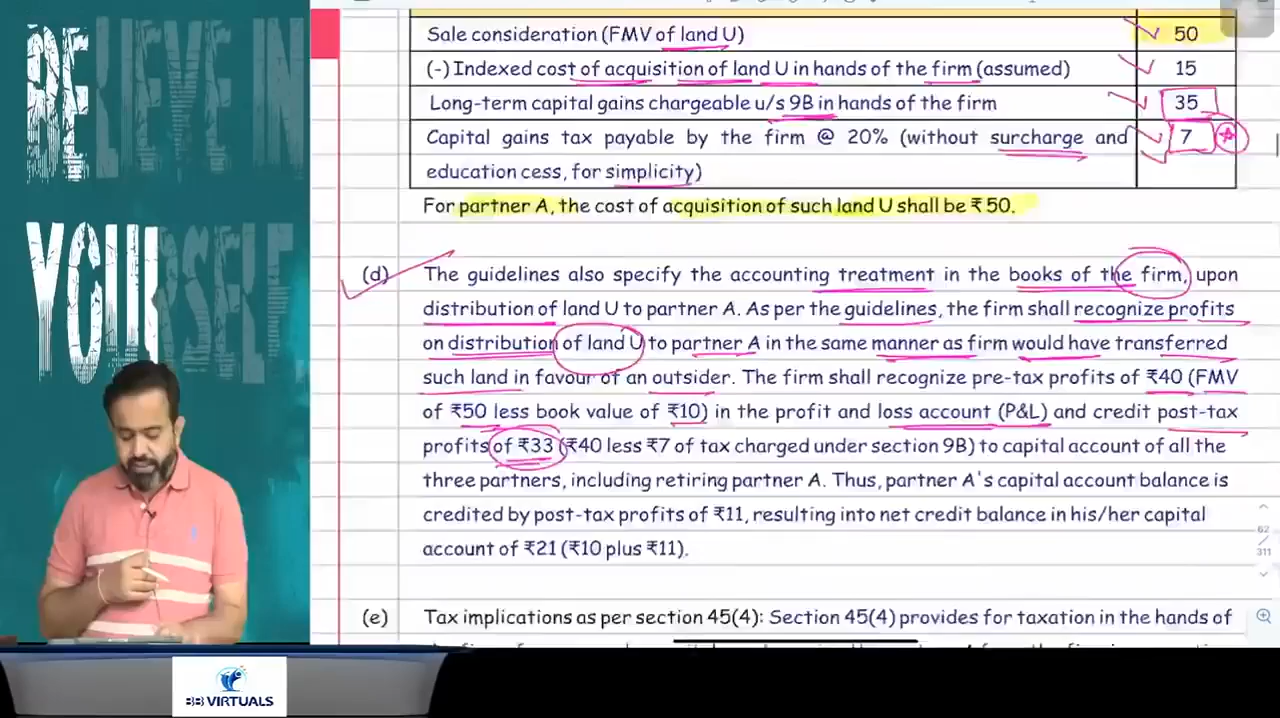 BELIEVE IN
YOURSELF
Sale consideration (FMV of land U) 50
(-) Indexed cost of acquisition of land U in hands of the firm (assumed) 15
Long-term capital gains chargeable u/s 9B in hands of the firm 35
Capital gains tax payable by the firm @ 20% (without surcharge and 7
education cess, for simplicity)
For partner A, the cost of acquisition of such land U shall be ₹ 50.
(d) The guidelines also specify the accounting treatment in the books of the firm, upon
distribution of land U to partner A. As per the guidelines, the firm shall recognize profits
on distribution of land U to partner A in the same manner as firm would have transferred
such land in favour of an outsider. The firm shall recognize pre-tax profits of ₹40 (FMV
of ₹50 less book value of ₹10) in the profit and loss account (P&L) and credit post-tax
profits of ₹33 (₹40 less ₹7 of tax charged under section 9B) to capital account of all the
three partners, including retiring partner A. Thus, partner A's capital account balance is
credited by post-tax profits of ₹11, resulting into net credit balance in his/her capital
account of ₹21 (₹10 plus ₹11).
62
/
311
(e) Tax implications as per section 45(4): Section 45(4) provides for taxation in the hands of
BB VIRTUALS